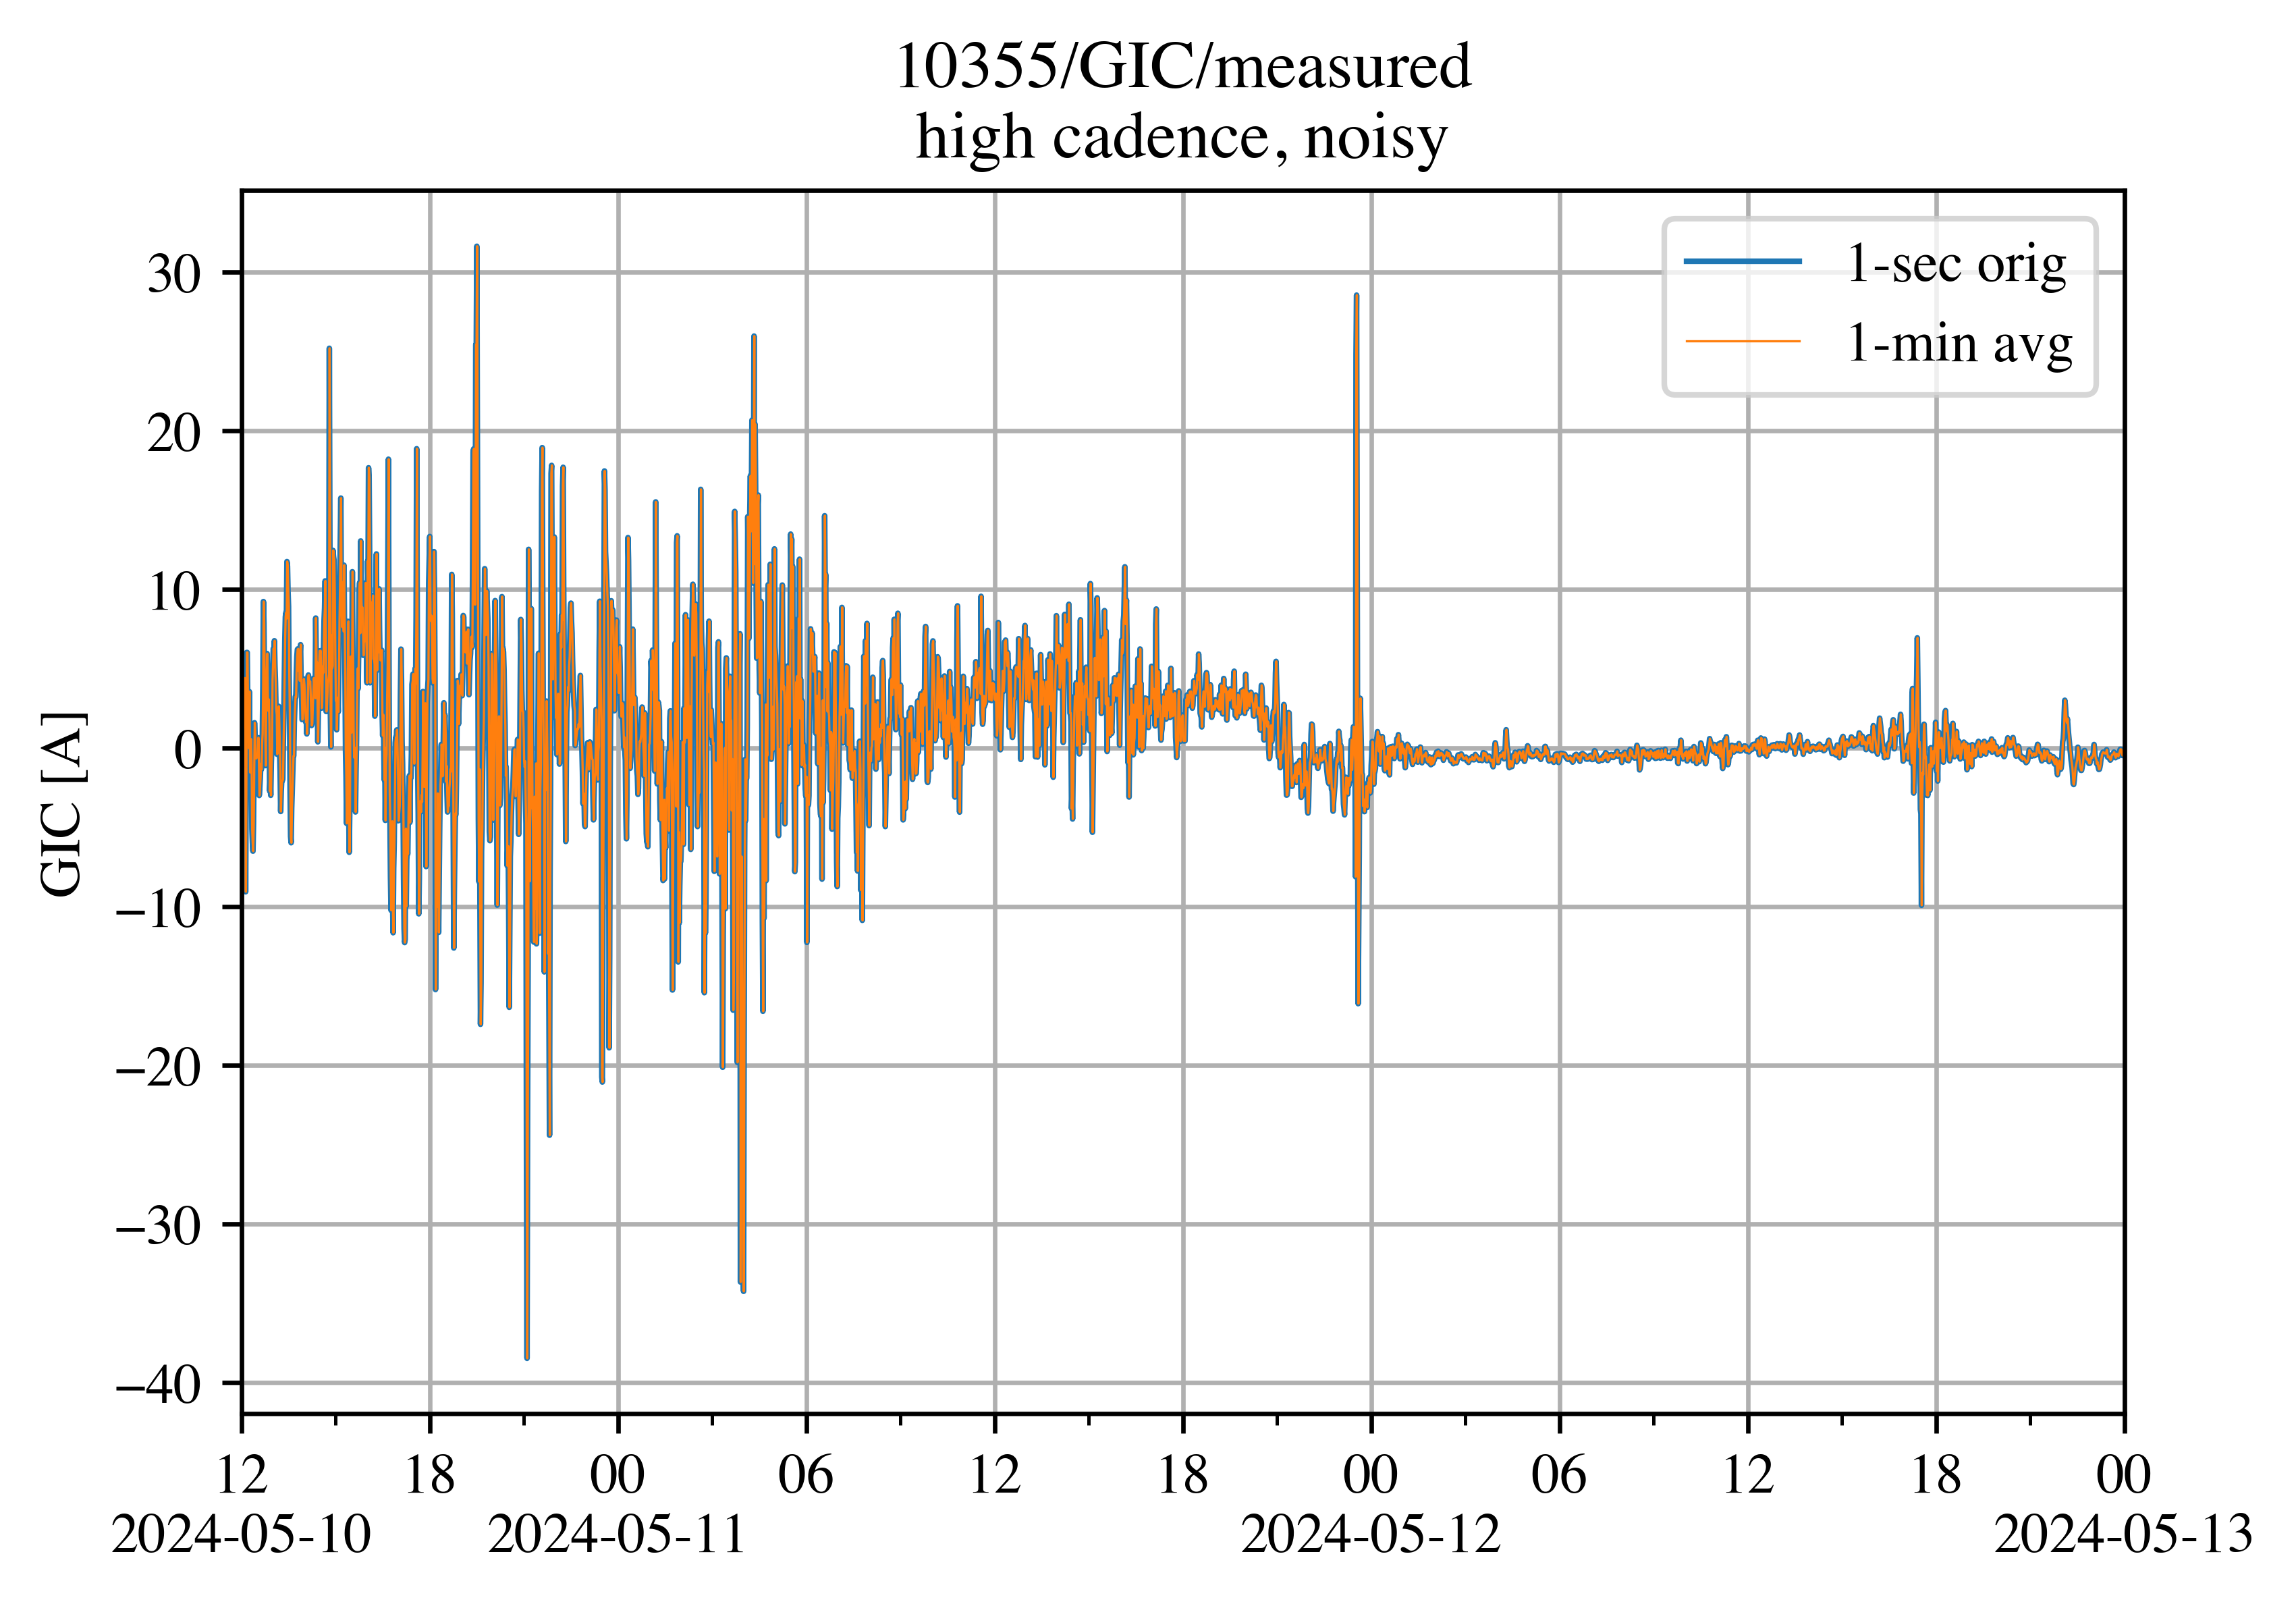 10355/GIC/measured
high cadence, noisy
1-sec orig
1-min avg
GIC [A]
30
20
10
0
−10
−20
−30
−40
12 18 00 06 12 18 00 06 12 18 00
2024-05-10 2024-05-11 2024-05-12 2024-05-13